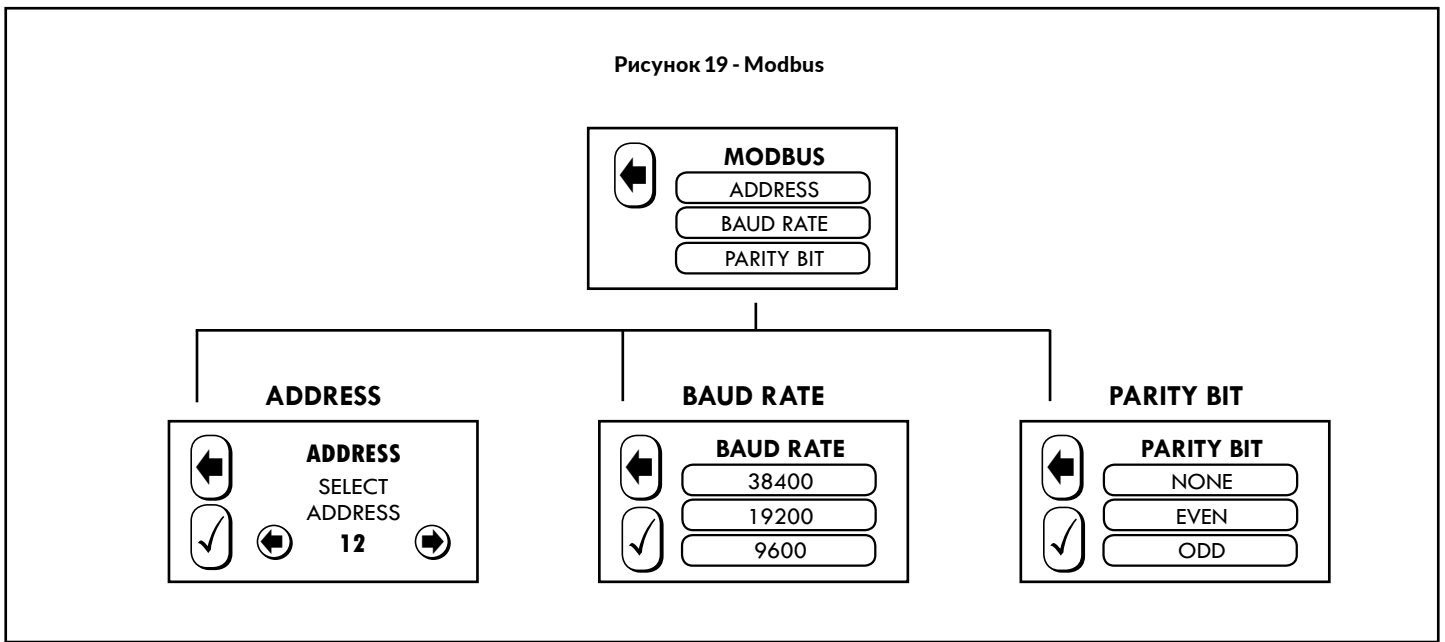 Рисунок 19 - Modbus
MODBUS
ADDRESS
BAUD RATE
PARITY BIT
ADDRESS
ADDRESS
SELECT
ADDRESS
12
BAUD RATE
BAUD RATE
38400
19200
9600
PARITY BIT
PARITY BIT
NONE
EVEN
ODD